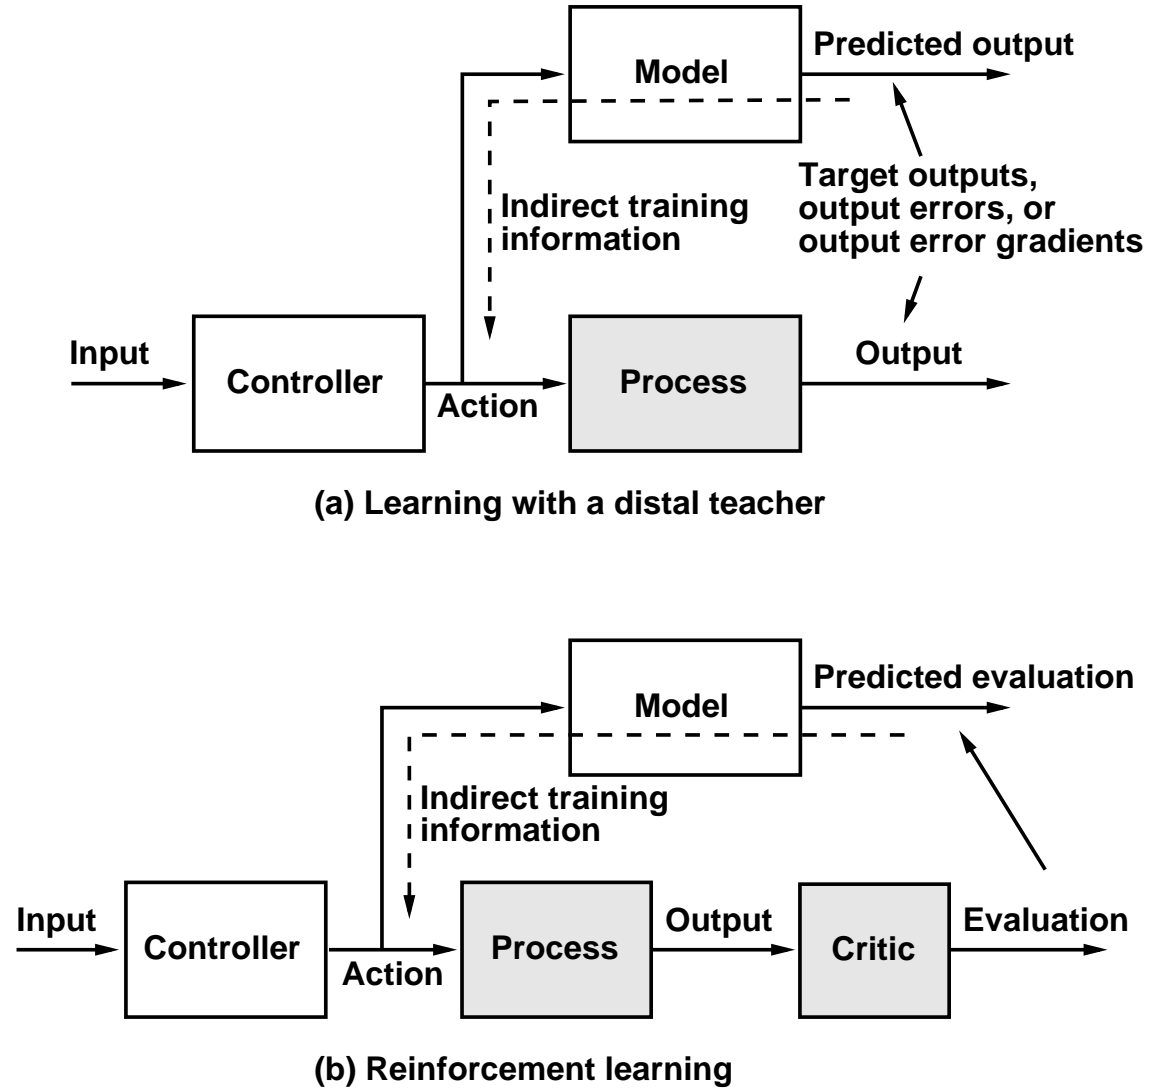 Predicted output
Model
Target outputs,
output errors, or
output error gradients
Indirect training
information
Input
Controller
Action
Process
Output
(a) Learning with a distal teacher
Predicted evaluation
Model
Indirect training
information
Input
Controller
Action
Process
Output
Critic
Evaluation
(b) Reinforcement learning